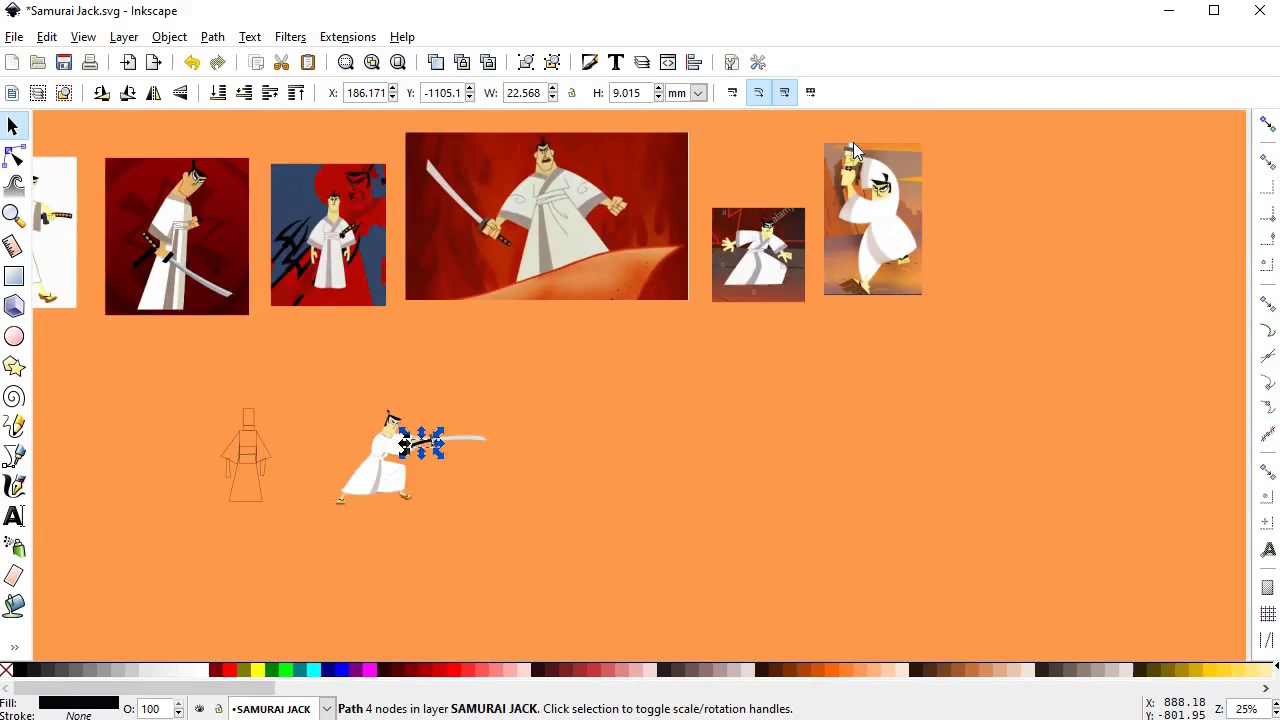 *Samurai Jack.svg - Inkscape
File Edit View Layer Object Path Text Filters Extensions Help
X: 186.171 Y: -1105.1 W: 22.568 H: 9.015 mm
a alamy
a
Fill: O: 100 •SAMURAI JACK Path 4 nodes in layer SAMURAI JACK. Click selection to toggle scale/rotation handles. X: 888.18 Z: 25%
Stroke: None Y: -801.95